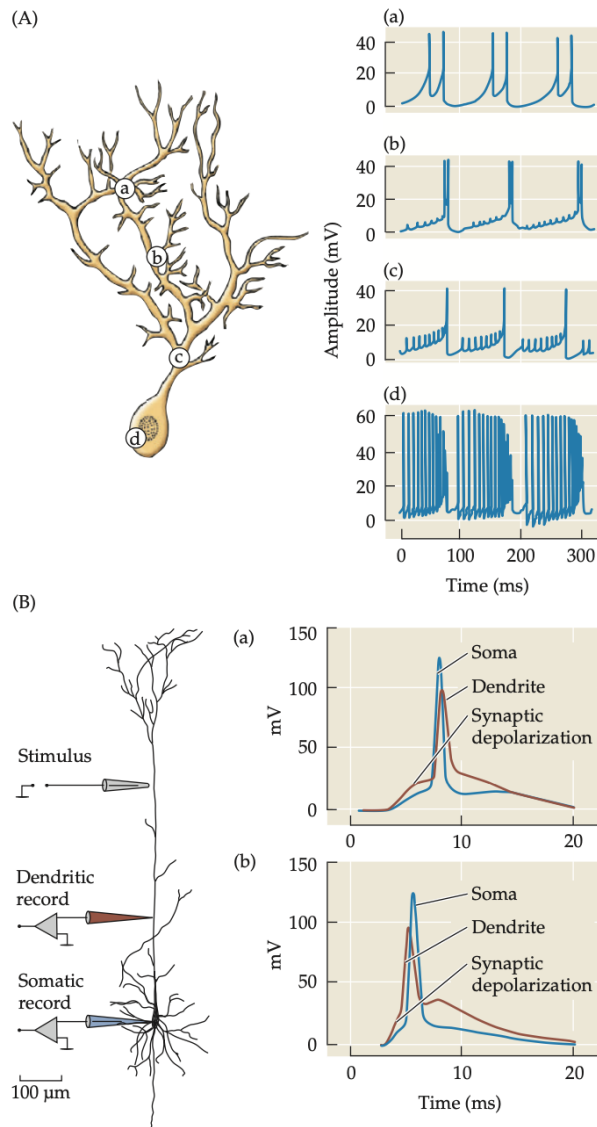 (A)
a
b
c
d
Amplitude (mV)
(a)
40
20
0
(b)
40
20
0
(c)
40
20
0
(d)
60
40
20
0
0 100 200 300
Time (ms)
(B)
Stimulus
Dendritic
record
Somatic
record
100 µm
(a)
150
100
50
0
mV
Soma
Dendrite
Synaptic
depolarization
0 10 20
(b)
150
100
50
0
mV
Soma
Dendrite
Synaptic
depolarization
0 10 20
Time (ms)